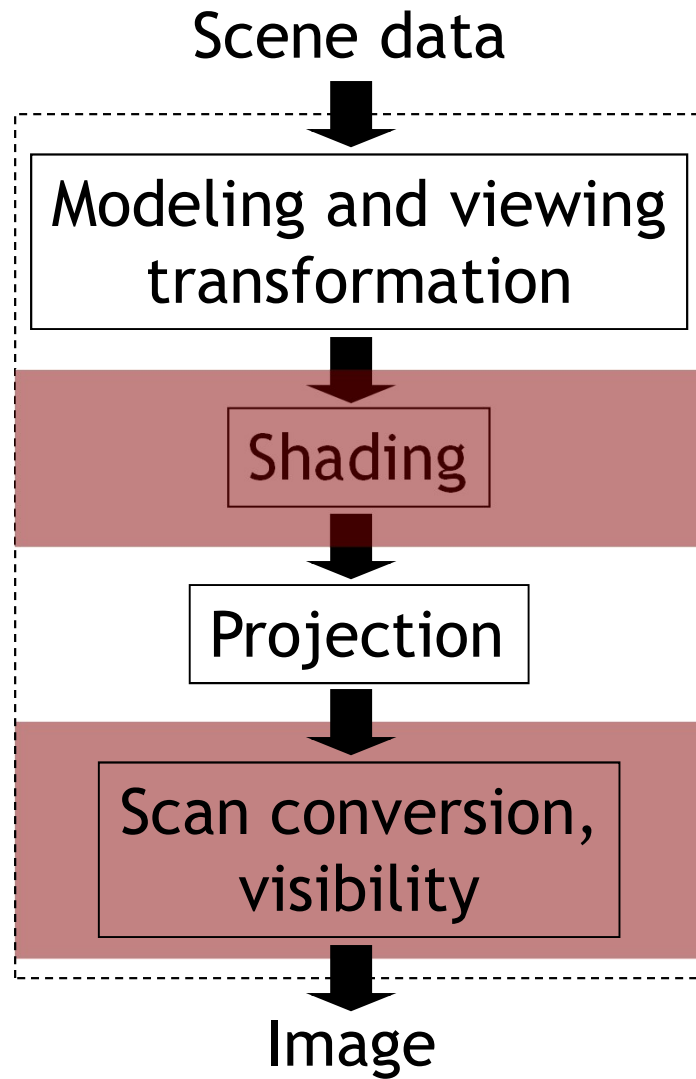 Scene data
Modeling and viewing
transformation
Shading
Projection
Scan conversion,
visibility
Image